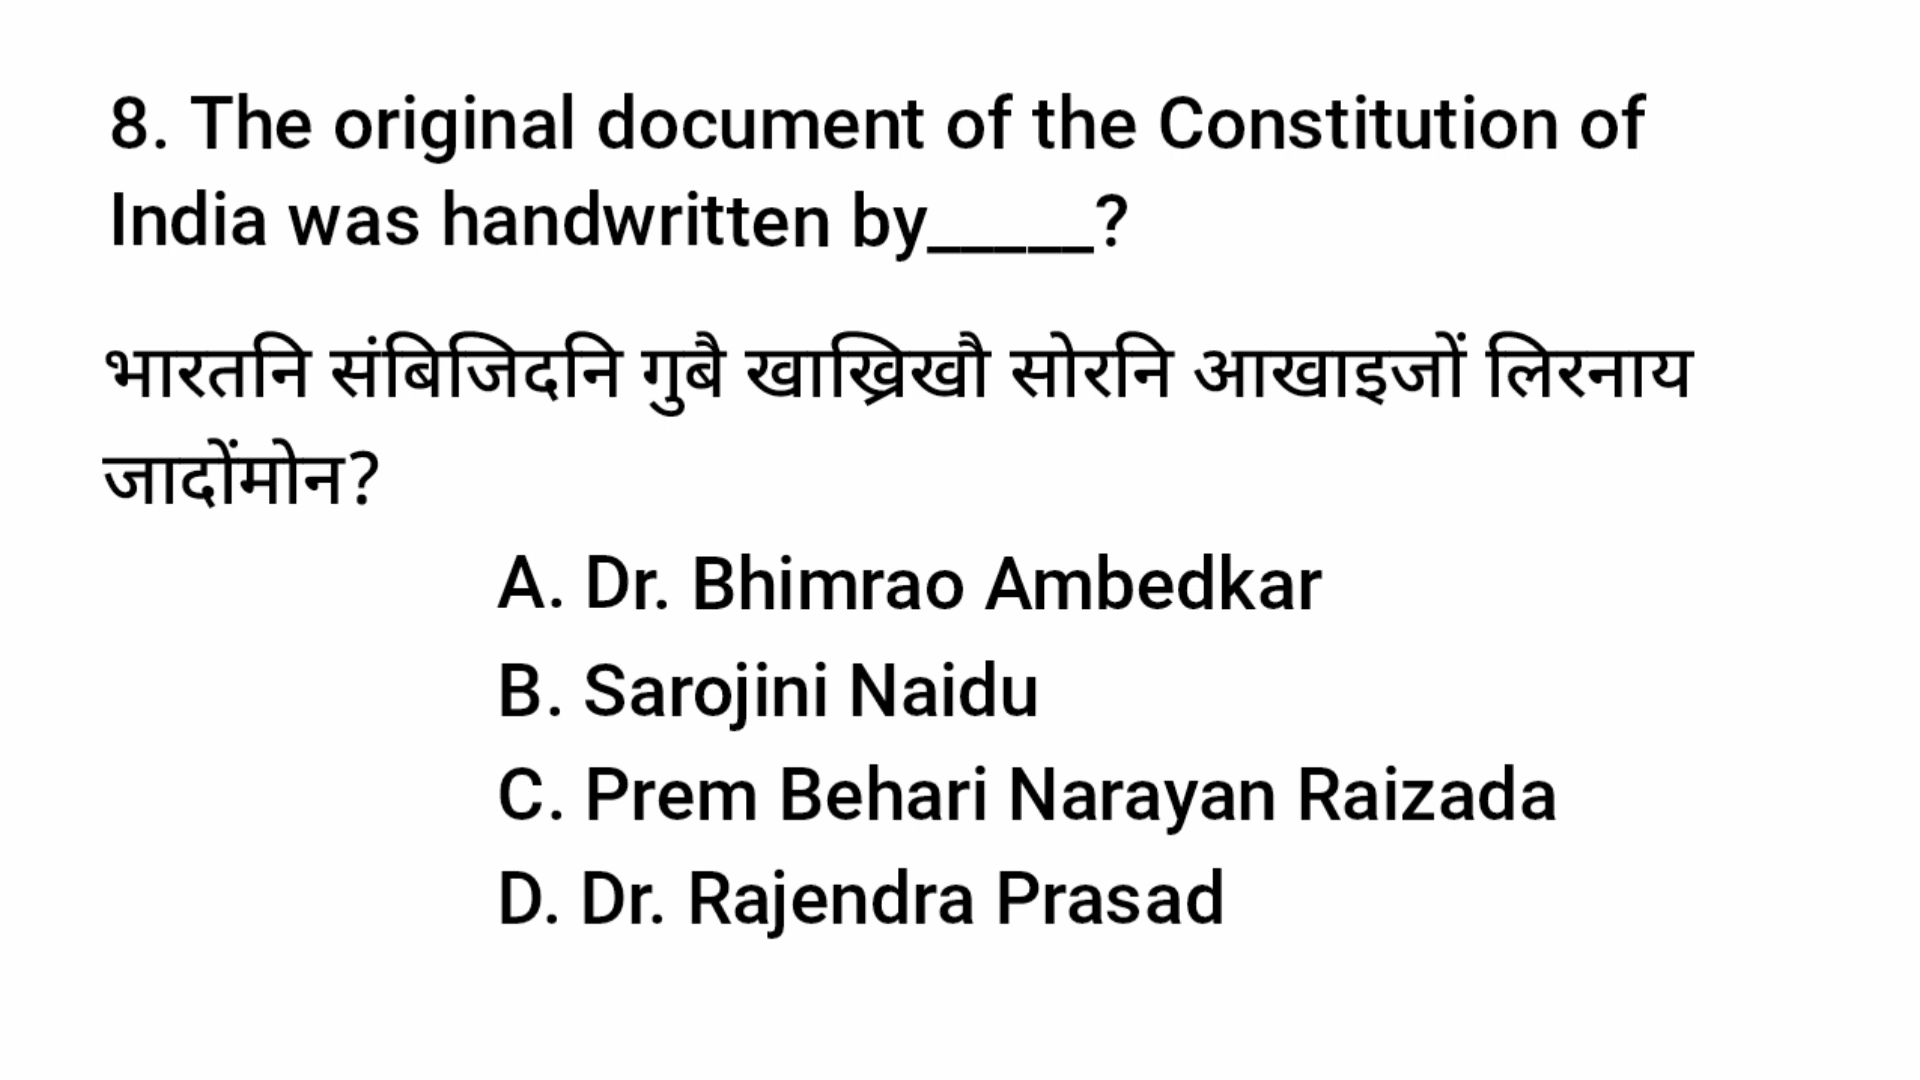 8. The original document of the Constitution of
India was handwritten by_____?
भारतनि संबिजिदनि गुबै खाख्रिखौ सोरनि आखाइजों लिरनाय
जादोंमोन?
A. Dr. Bhimrao Ambedkar
B. Sarojini Naidu
C. Prem Behari Narayan Raizada
D. Dr. Rajendra Prasad